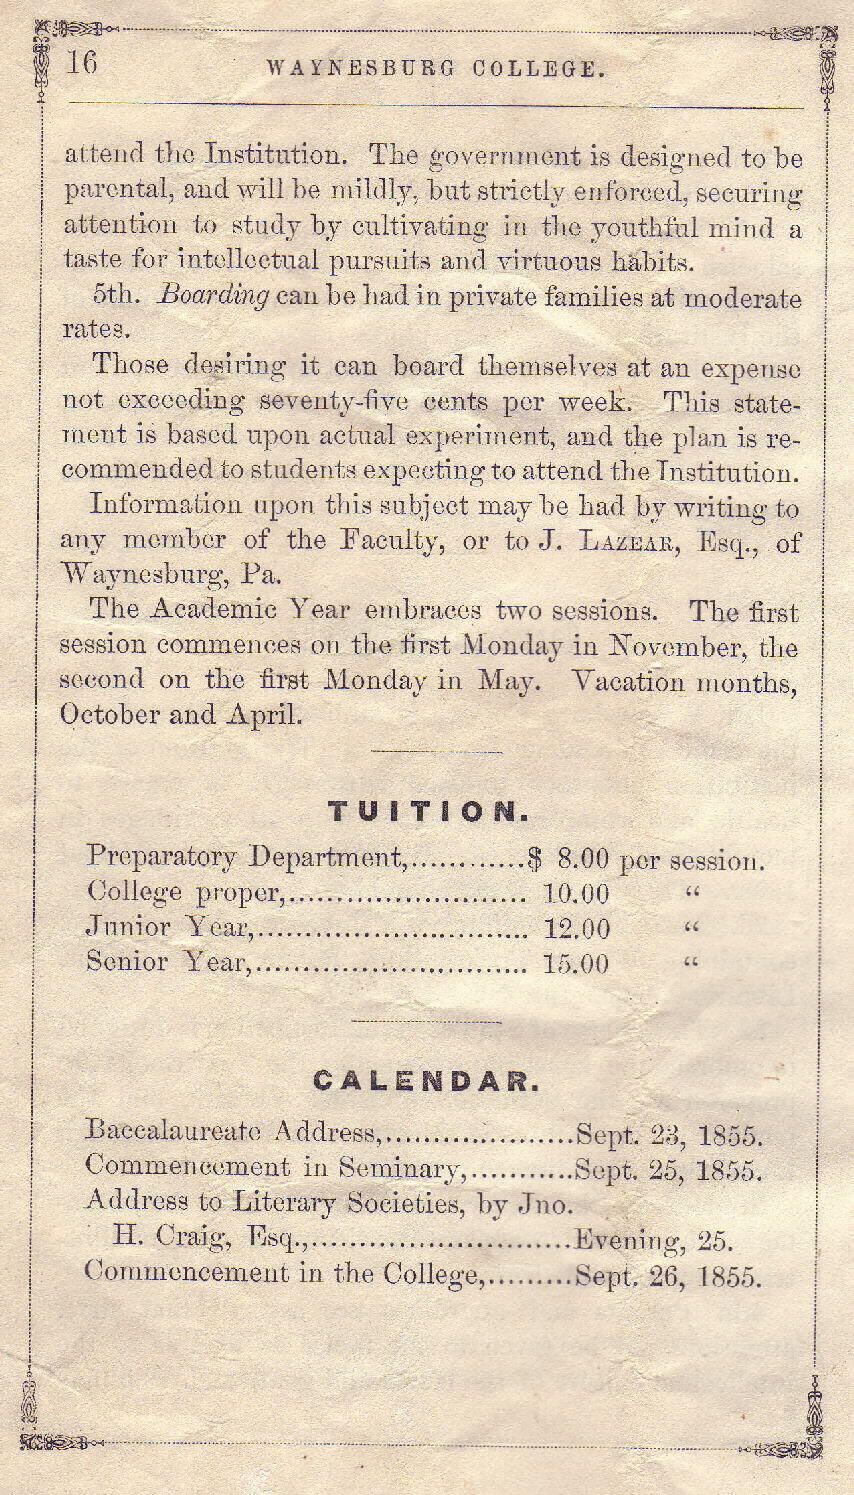 16
WAYNESBURG COLLEGE.
attend the Institution. The government is designed to be
parental, and will be mildly, but strictly enforced, securing
attention to study by cultivating in the youthful mind a
taste for intellectual pursuits and virtuous habits.
5th. Boarding can be had in private families at moderate
rates.
Those desiring it can board themselves at an expense
not exceeding seventy-five cents per week. This state-
ment is based upon actual experiment, and the plan is re-
commended to students expecting to attend the Institution.
Information upon this subject may be had by writing to
any member of the Faculty, or to J. LAZEAR, Esq., of
Waynesburg, Pa.
The Academic Year embraces two sessions. The first
session commences on the first Monday in November, the
second on the first Monday in May. Vacation months,
October and April.
TUITION.
Preparatory Department,............$ 8.00 per session.
College proper,......................... 10.00 “
Junior Year,............................. 12.00 “
Senior Year,............................. 15.00 “
CALENDAR.
Baccalaureate Address,....................Sept. 23, 1855.
Commencement in Seminary,...........Sept. 25, 1855.
Address to Literary Societies, by Jno.
H. Craig, Esq.,............................Evening, 25.
Commencement in the College,.........Sept. 26, 1855.